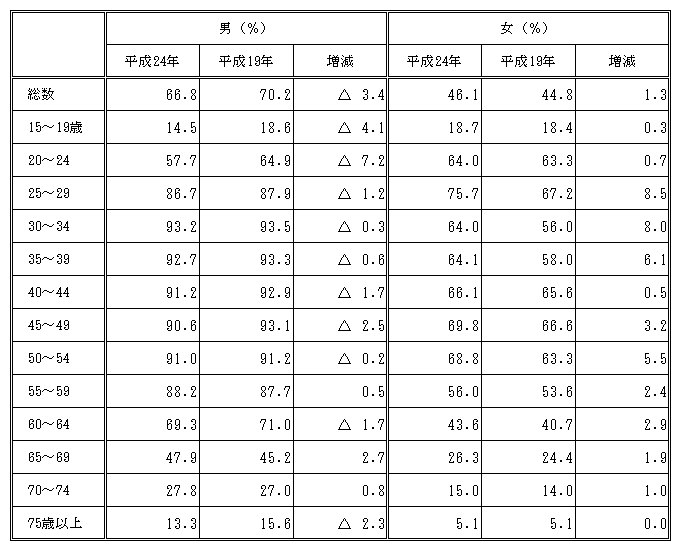 男（％） 女（％）
平成24年 平成19年 増減 平成24年 平成19年 増減
総数 66.8 70.2 △ 3.4 46.1 44.8 1.3
15～19歳 14.5 18.6 △ 4.1 18.7 18.4 0.3
20～24 57.7 64.9 △ 7.2 64.0 63.3 0.7
25～29 86.7 87.9 △ 1.2 75.7 67.2 8.5
30～34 93.2 93.5 △ 0.3 64.0 56.0 8.0
35～39 92.7 93.3 △ 0.6 64.1 58.0 6.1
40～44 91.2 92.9 △ 1.7 66.1 65.6 0.5
45～49 90.6 93.1 △ 2.5 69.8 66.6 3.2
50～54 91.0 91.2 △ 0.2 68.8 63.3 5.5
55～59 88.2 87.7 0.5 56.0 53.6 2.4
60～64 69.3 71.0 △ 1.7 43.6 40.7 2.9
65～69 47.9 45.2 2.7 26.3 24.4 1.9
70～74 27.8 27.0 0.8 15.0 14.0 1.0
75歳以上 13.3 15.6 △ 2.3 5.1 5.1 0.0